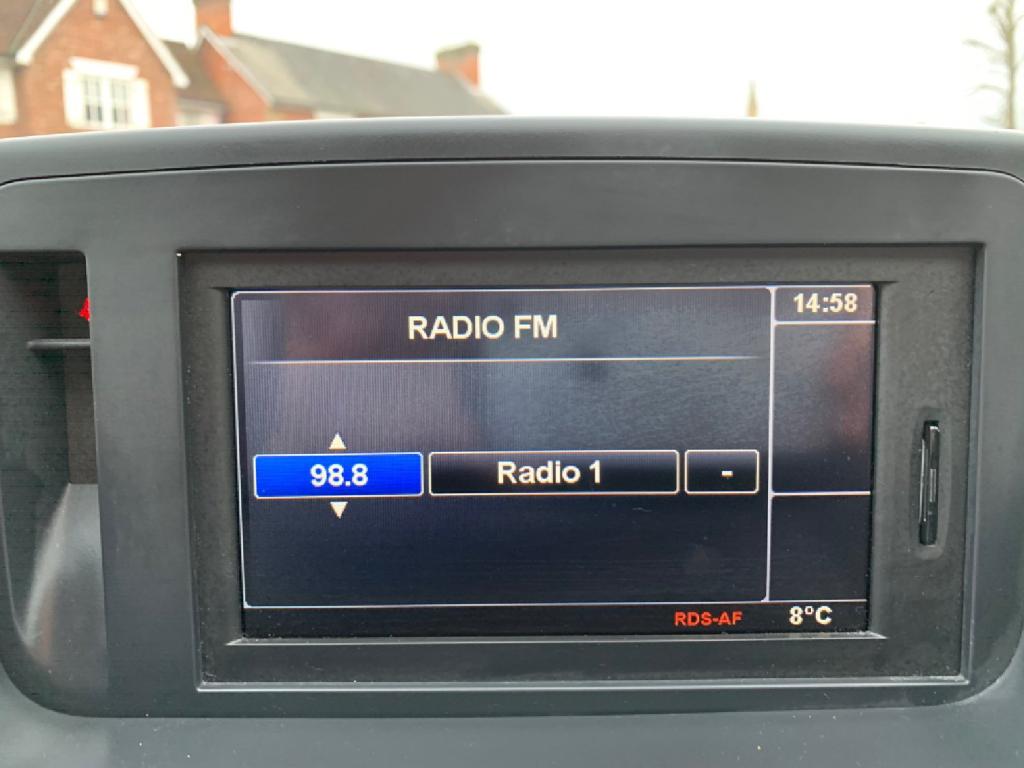 RADIO FM
14:58
98.8 Radio 1 -
RDS-AF 8°C